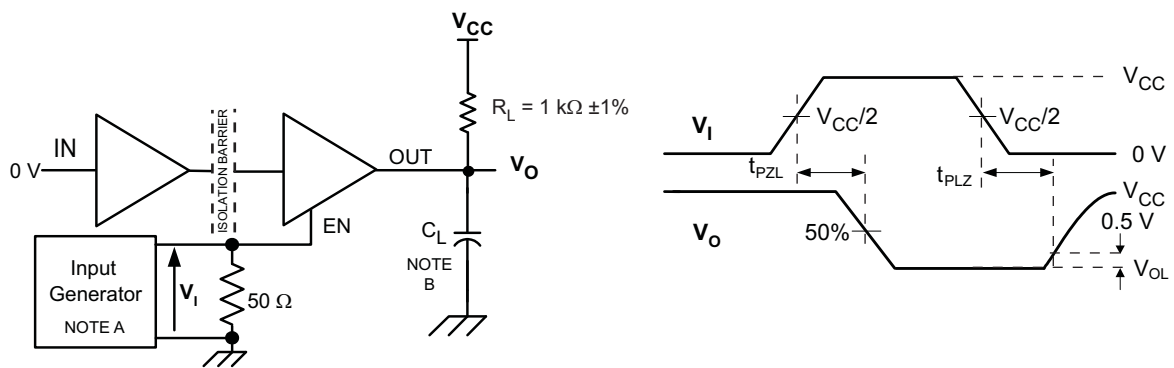 VCC
RL = 1 kΩ ±1%
IN
0 V
ISOLATION BARRIER
OUT
VO
EN
CL
NOTE
B
Input
Generator
NOTE A
VI
50 Ω
VCC
VI
VCC/2
VCC/2
0 V
tPZL
tPLZ
VCC
VO
50%
0.5 V
VOL